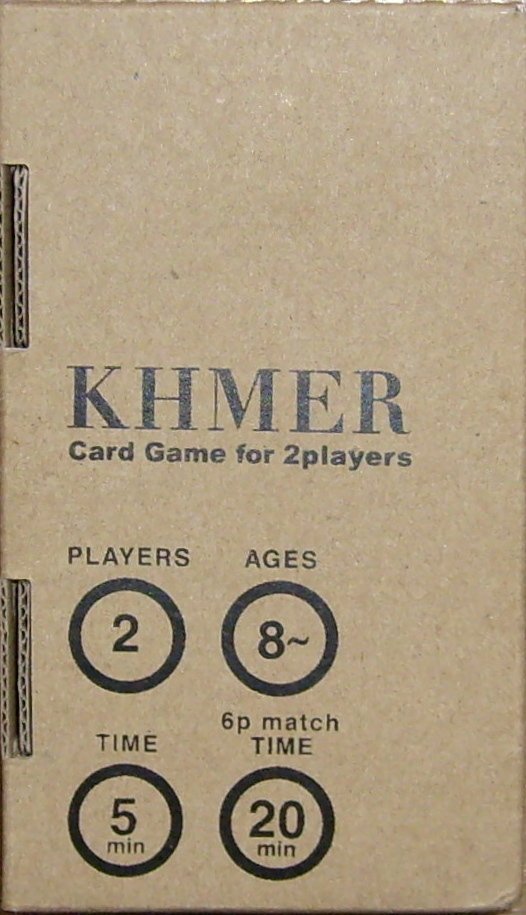 KHMER
Card Game for 2players
PLAYERS
AGES
2
8~
TIME
6p match
TIME
5
min
20
min